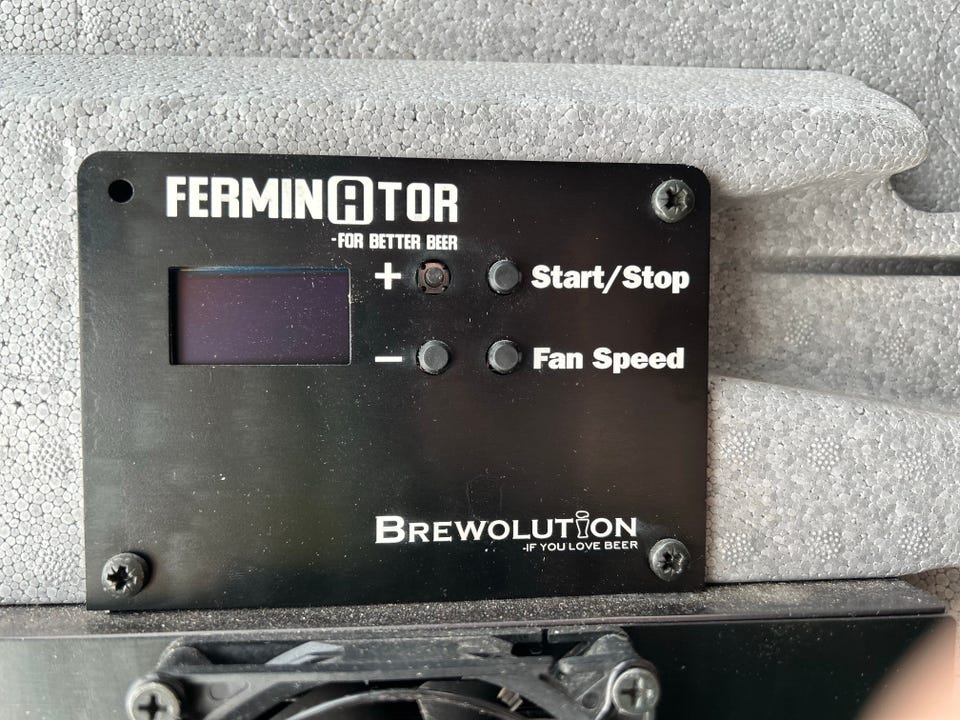 FERMINATOR
-FOR BETTER BEER
+ Start/Stop
- Fan Speed
BREWOLUTION
-IF YOU LOVE BEER